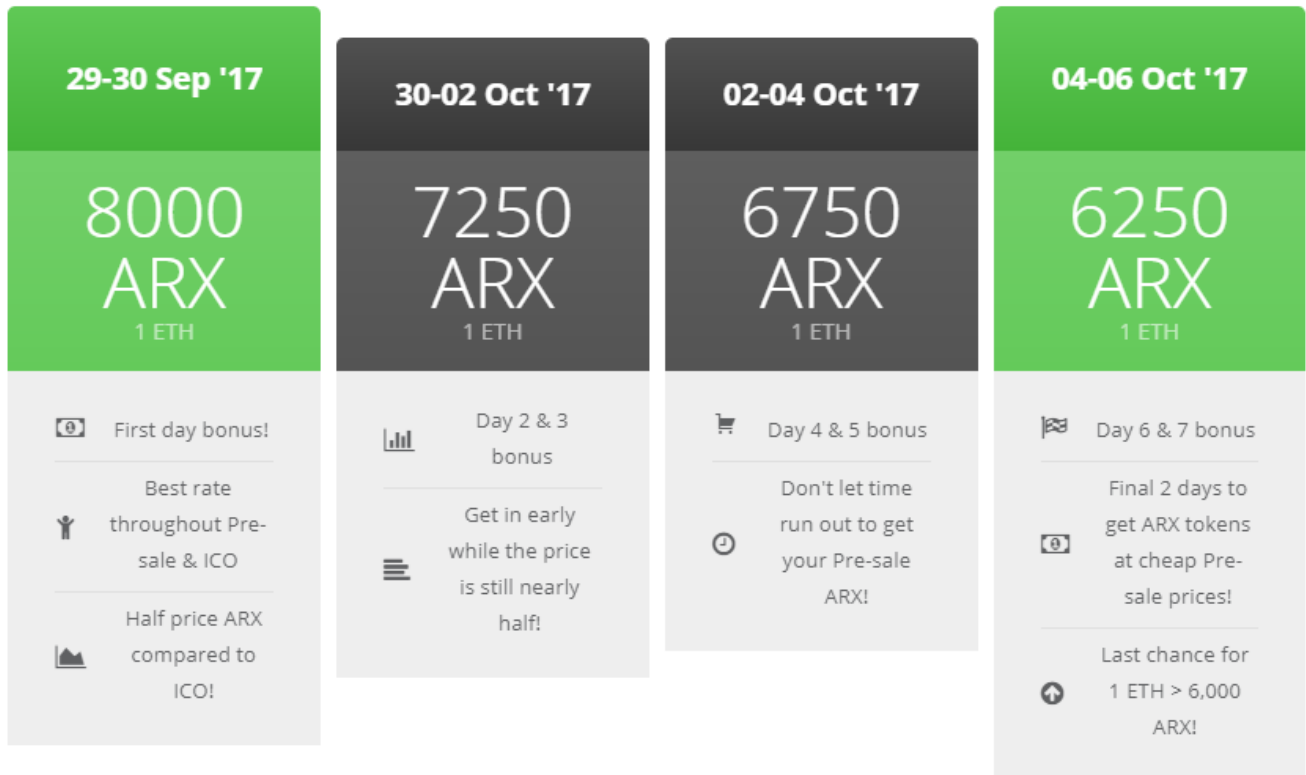 29-30 Sep '17
8000
ARX
1 ETH
First day bonus!
Best rate
throughout Pre-
sale & ICO
Half price ARX
compared to
ICO!
30-02 Oct '17
7250
ARX
1 ETH
Day 2 & 3
bonus
Get in early
while the price
is still nearly
half!
02-04 Oct '17
6750
ARX
1 ETH
Day 4 & 5 bonus
Don't let time
run out to get
your Pre-sale
ARX!
04-06 Oct '17
6250
ARX
1 ETH
Day 6 & 7 bonus
Final 2 days to
get ARX tokens
at cheap Pre-
sale prices!
Last chance for
1 ETH > 6,000
ARX!